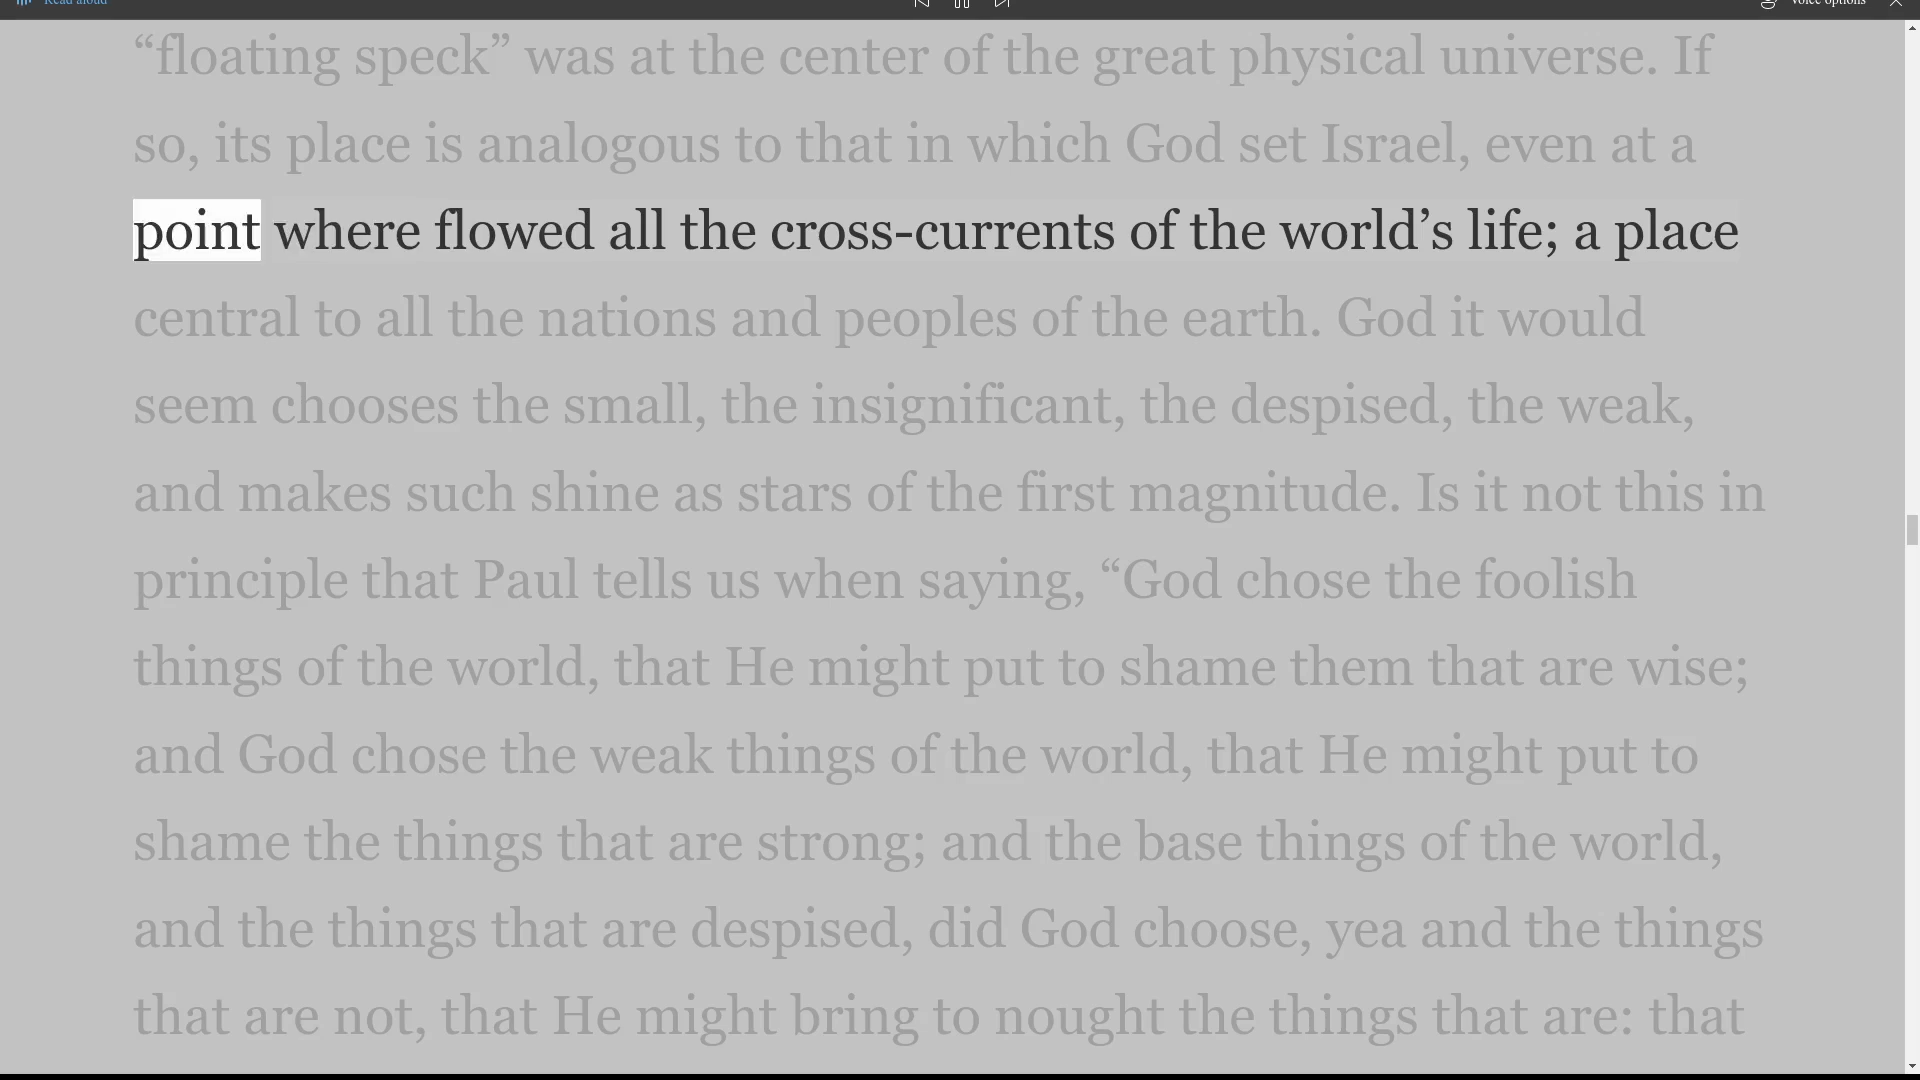 Read aloud
Voice options
“floating speck” was at the center of the great physical universe. If
so, its place is analogous to that in which God set Israel, even at a
point where flowed all the cross-currents of the world’s life; a place
central to all the nations and peoples of the earth. God it would
seem chooses the small, the insignificant, the despised, the weak,
and makes such shine as stars of the first magnitude. Is it not this in
principle that Paul tells us when saying, “God chose the foolish
things of the world, that He might put to shame them that are wise;
and God chose the weak things of the world, that He might put to
shame the things that are strong; and the base things of the world,
and the things that are despised, did God choose, yea and the things
that are not, that He might bring to nought the things that are: that